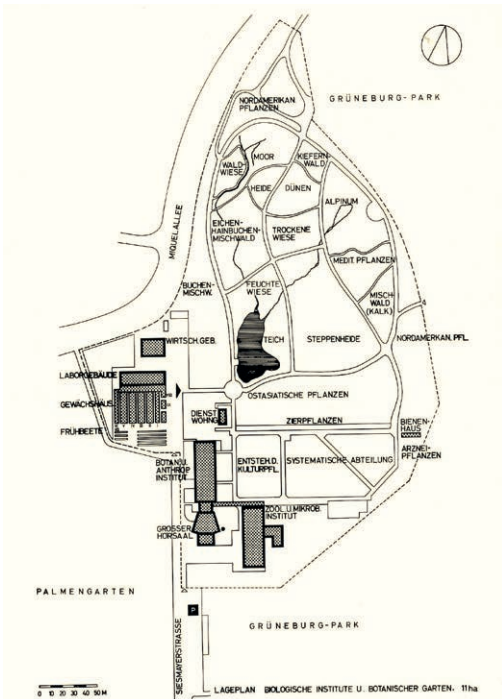 GRÜNEBURG-PARK
NORDAMERIKAN.
PFLANZEN
MOOR
WALD-
WIESE
KIEFERN-
WALD
HEIDE
DÜNEN
ALPINUM
EICHEN-
HAINBUCHEN-
MISCHWALD
TROCKENE
WIESE
MIQUELALLEE
MEDIT. PFLANZEN
BUCHEN-
MISCHW.
FEUCHTE
WIESE
MISCH-
WALD
(KALK)
WIRTSCH. GEB.
TEICH
STEPPENHEIDE
NORDAMERKAN. PFL.
LABORGEBÄUDE
GEWÄCHSHAUS
OSTASIATISCHE PFLANZEN
DIENST
WOHNG.
ZIERPFLANZEN
FRÜHBEETE
BIENEN-
HAUS
ARZNEI-
PFLANZEN
BOTAN. U.
ANTHROP.
INSTITUT
ENTSTEH. D.
KULTURPFL.
SYSTEMATISCHE ABTEILUNG
ZOOL. U. MIKROB.
INSTITUT
GROSSER
HÖRSAAL
PALMENGARTEN
P
SIESMAYERSTRASSE
GRÜNEBURG-PARK
0 10 20 30 40 50 M
LAGEPLAN BIOLOGISCHE INSTITUTE U. BOTANISCHER GARTEN. 11 ha